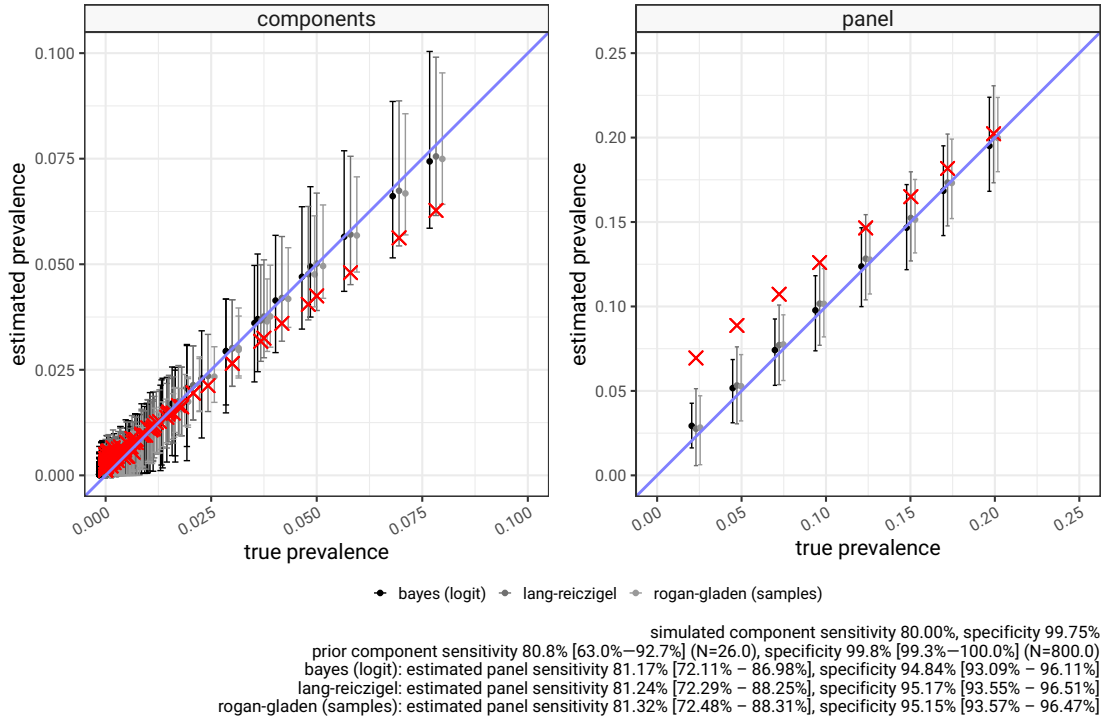 components
panel
estimated prevalence
0.100
0.075
0.050
0.025
0.000
0.000
0.025
0.050
0.075
0.100
true prevalence
estimated prevalence
0.25
0.20
0.15
0.10
0.05
0.00
0.00
0.05
0.10
0.15
0.20
0.25
true prevalence
bayes (logit) lang-reiczigel rogan-gladen (samples)
simulated component sensitivity 80.00%, specificity 99.75%
prior component sensitivity 80.8% [63.0%—92.7%] (N=26.0), specificity 99.8% [99.3%—100.0%] (N=800.0)
bayes (logit): estimated panel sensitivity 81.17% [72.11% – 86.98%], specificity 94.84% [93.09% – 96.11%]
lang-reiczigel: estimated panel sensitivity 81.24% [72.29% – 88.25%], specificity 95.17% [93.55% – 96.51%]
rogan-gladen (samples): estimated panel sensitivity 81.32% [72.48% – 88.31%], specificity 95.15% [93.57% – 96.47%]